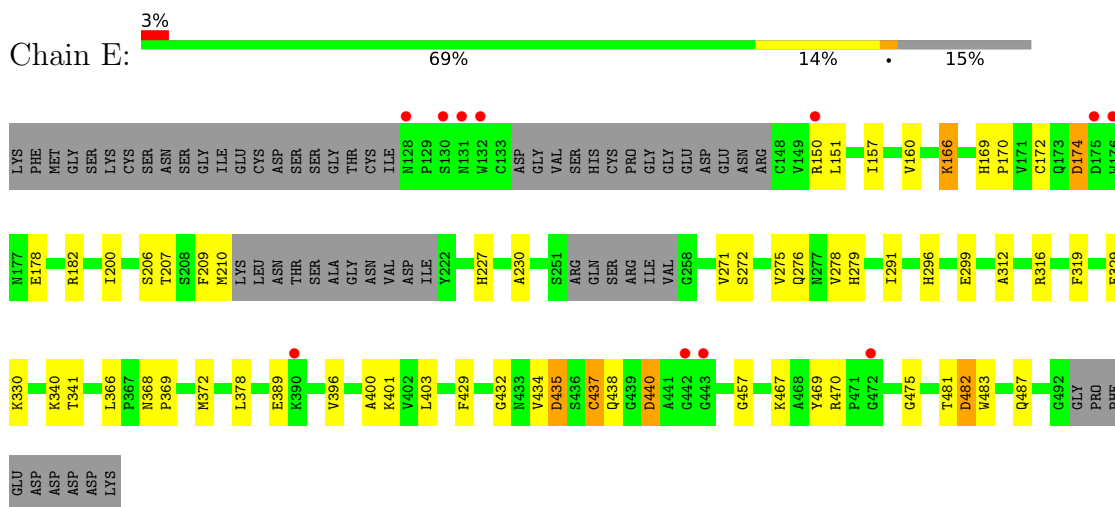 3%
Chain E:
69% 14% • 15%
LYS PHE MET GLY SER LYS CYS SER ASN SER GLY ILE GLU CYS ASP SER SER GLY THR CYS ILE N128 P129 S130 N131 W132 C133 ASP GLY VAL SER HIS CYS PRO GLY GLY GLU ASP GLU ASN ARG C148 V149 R150 L151 I157 V160 K166 H169 P170 V171 C172 Q173 D174 D175 W176
N177 E178 R182 I200 S206 T207 S208 F209 M210 LYS LEU ASN THR SER ALA GLY ASN VAL ASP ILE Y222 H227 A230 S251 ARG GLN SER ARG ILE VAL G258 V271 S272 V275 Q276 N277 V278 H279 I291 H296 E299 A312 R316 F319 E329
K330 K340 T341 L366 P367 N368 P369 M372 L378 E389 K390 V396 A400 K401 V402 L403 F429 G432 N433 V434 D435 S436 C437 Q438 G439 D440 A441 G442 G443 G457 K467 A468 Y469 R470 P471 G472 G475 T481 D482 W483 Q487 G492 GLY PRO PHE
GLU ASP ASP ASP ASP LYS